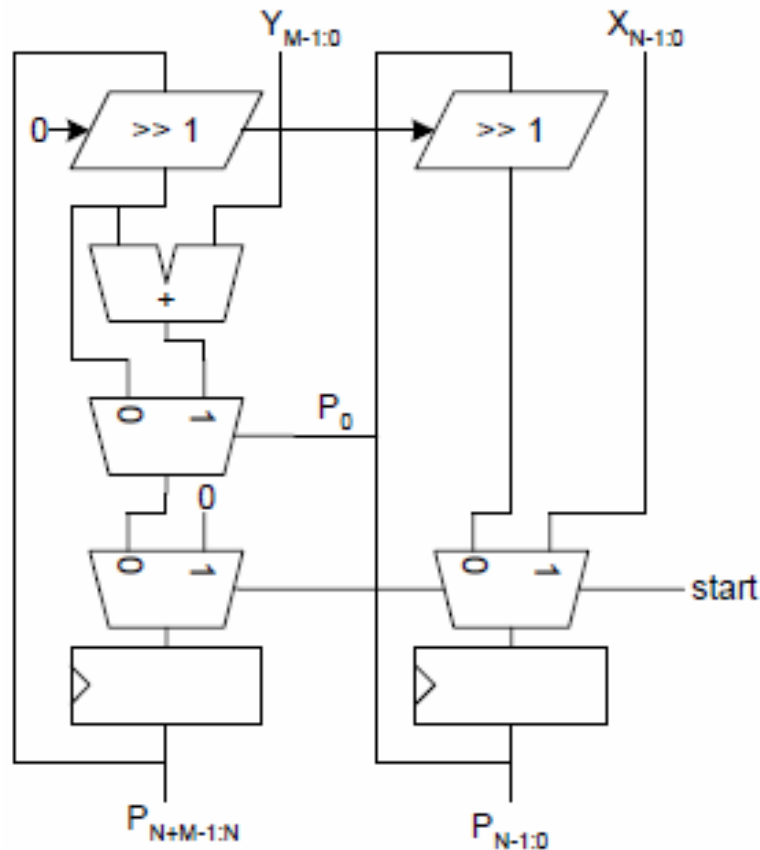 Y_{M-1:0} X_{N-1:0}
0 >> 1 >> 1
+
0 1 P_0
0
0 1 0 1 start
P_{N+M-1:N} P_{N-1:0}